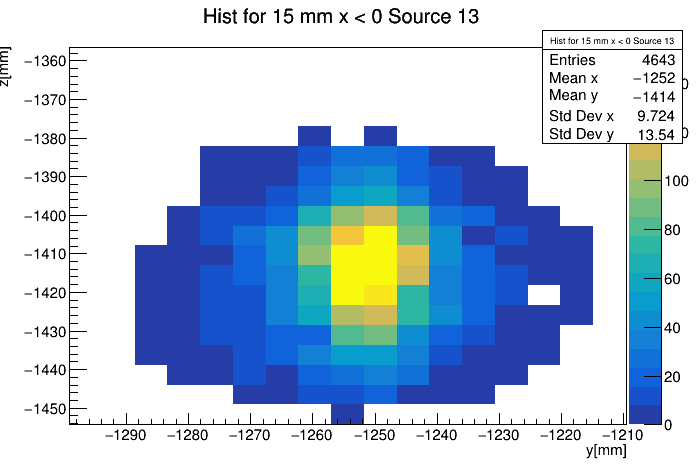 Hist for 15 mm x < 0 Source 13
z[mm]
Hist for 15 mm x < 0 Source 13
Entries 4643
Mean x −1252
Mean y −1414
Std Dev x 9.724
Std Dev y 13.54
−1360
−1370
−1380
−1390
−1400
−1410
−1420
−1430
−1440
−1450
0
0
100
80
60
40
20
0
−1290 −1280 −1270 −1260 −1250 −1240 −1230 −1220 −1210
y[mm]